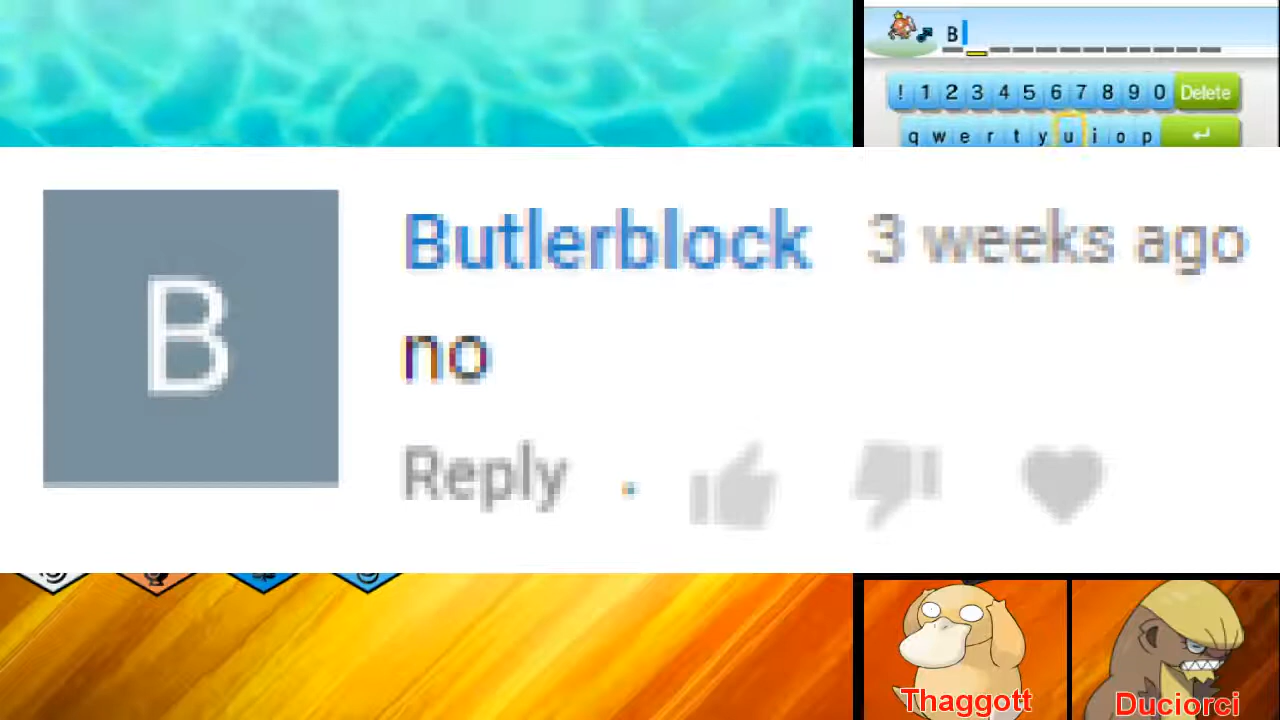 B
! 1 2 3 4 5 6 7 8 9 0 Delete
q w e r t y u i o p
B
Butlerblock 3 weeks ago
no
Reply
Thaggott
Duciorci